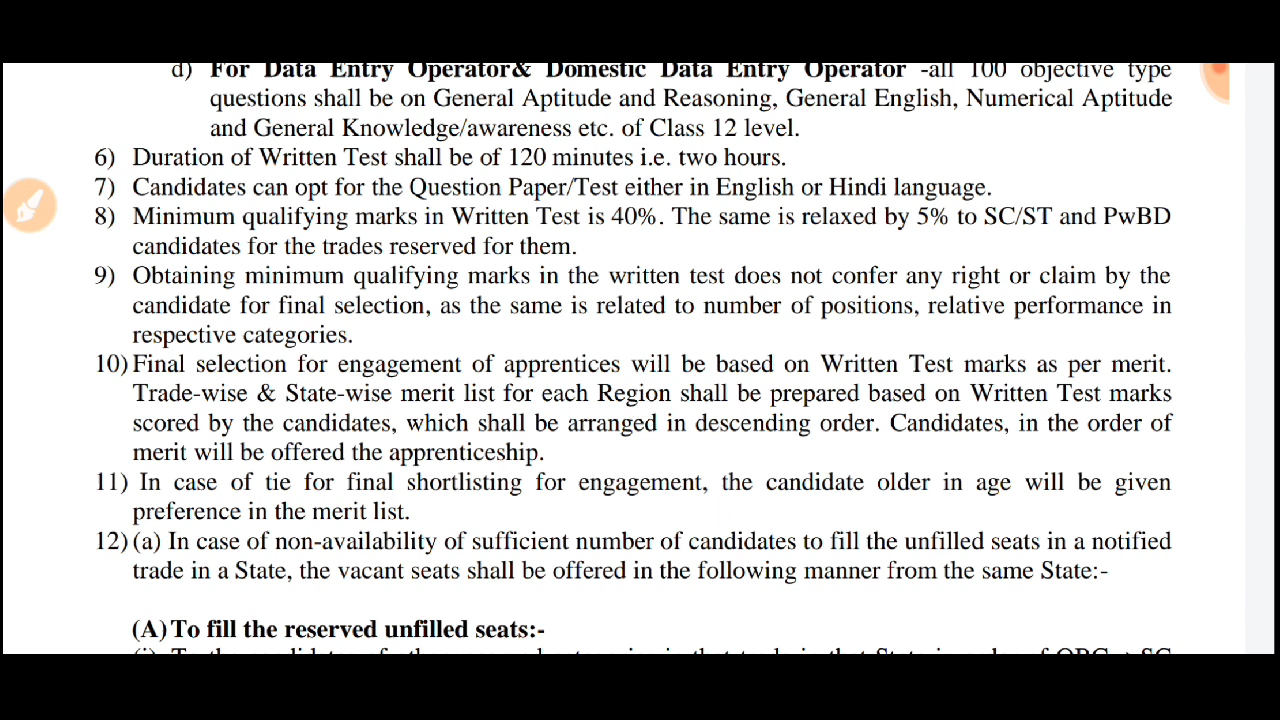 d) For Data Entry Operator& Domestic Data Entry Operator -all 100 objective type
questions shall be on General Aptitude and Reasoning, General English, Numerical Aptitude
and General Knowledge/awareness etc. of Class 12 level.
6) Duration of Written Test shall be of 120 minutes i.e. two hours.
7) Candidates can opt for the Question Paper/Test either in English or Hindi language.
8) Minimum qualifying marks in Written Test is 40%. The same is relaxed by 5% to SC/ST and PwBD
candidates for the trades reserved for them.
9) Obtaining minimum qualifying marks in the written test does not confer any right or claim by the
candidate for final selection, as the same is related to number of positions, relative performance in
respective categories.
10) Final selection for engagement of apprentices will be based on Written Test marks as per merit.
Trade-wise & State-wise merit list for each Region shall be prepared based on Written Test marks
scored by the candidates, which shall be arranged in descending order. Candidates, in the order of
merit will be offered the apprenticeship.
11) In case of tie for final shortlisting for engagement, the candidate older in age will be given
preference in the merit list.
12) (a) In case of non-availability of sufficient number of candidates to fill the unfilled seats in a notified
trade in a State, the vacant seats shall be offered in the following manner from the same State:-
(A) To fill the reserved unfilled seats:-